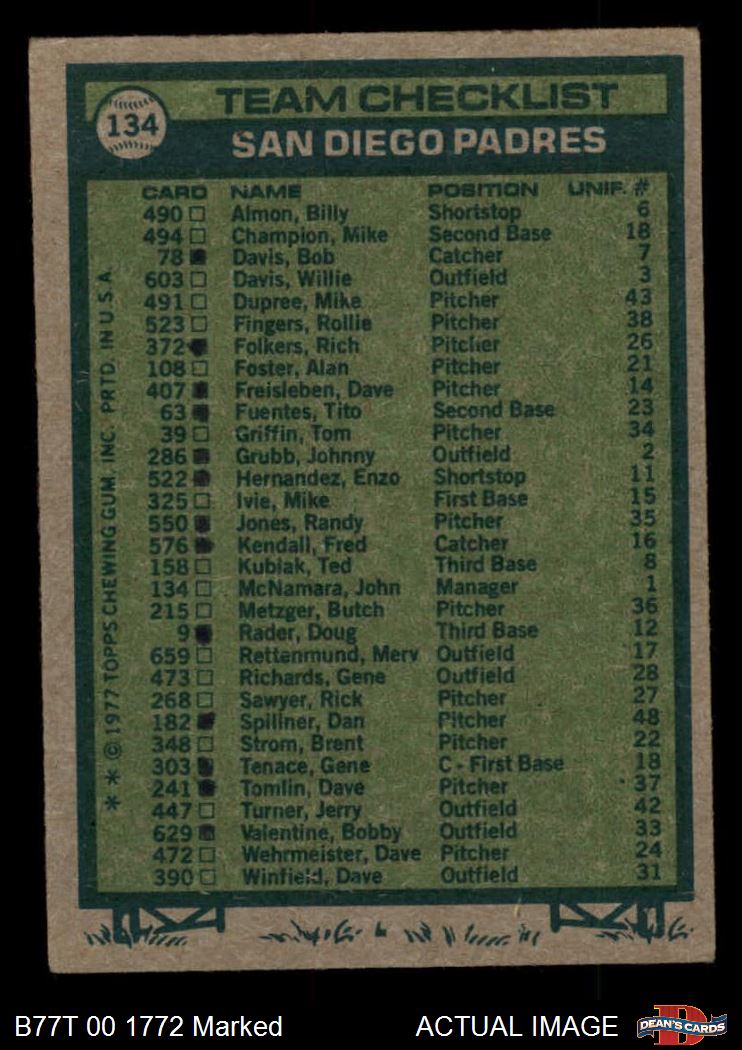 134
TEAM CHECKLIST
SAN DIEGO PADRES
CARD NAME POSITION UNIF. #
490 Almon, Billy Shortstop 6
494 Champion, Mike Second Base 18
78 Davis, Bob Catcher 7
603 Davis, Willie Outfield 3
491 Dupree, Mike Pitcher 43
523 Fingers, Rollie Pitcher 38
372 Folkers, Rich Pitcher 26
108 Foster, Alan Pitcher 21
407 Freisleben, Dave Pitcher 14
63 Fuentes, Tito Second Base 23
39 Griffin, Tom Pitcher 34
286 Grubb, Johnny Outfield 2
522 Hernandez, Enzo Shortstop 11
325 Ivie, Mike First Base 15
550 Jones, Randy Pitcher 35
576 Kendall, Fred Catcher 16
158 Kubiak, Ted Third Base 8
134 McNamara, John Manager 1
215 Metzger, Butch Pitcher 36
9 Rader, Doug Third Base 12
659 Rettenmund, Merv Outfield 17
473 Richards, Gene Outfield 28
268 Sawyer, Rick Pitcher 27
182 Spillner, Dan Pitcher 48
348 Strom, Brent Pitcher 22
303 Tenace, Gene C - First Base 18
241 Tomlin, Dave Pitcher 37
447 Turner, Jerry Outfield 42
629 Valentine, Bobby Outfield 33
472 Wehrmeister, Dave Pitcher 24
390 Winfield, Dave Outfield 31
* * © 1977 TOPPS CHEWING GUM, INC. PRTD. IN U.S.A.
B77T 00 1772 Marked ACTUAL IMAGE
D
DEAN'S CARDS